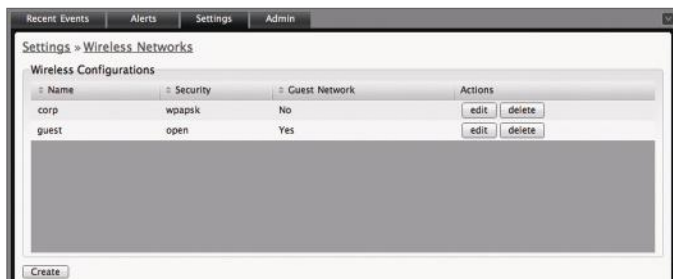 Recent Events Alerts Settings Admin
Settings » Wireless Networks
Wireless Configurations
Name Security Guest Network Actions
corp wpapsk No edit delete
guest open Yes edit delete
Create